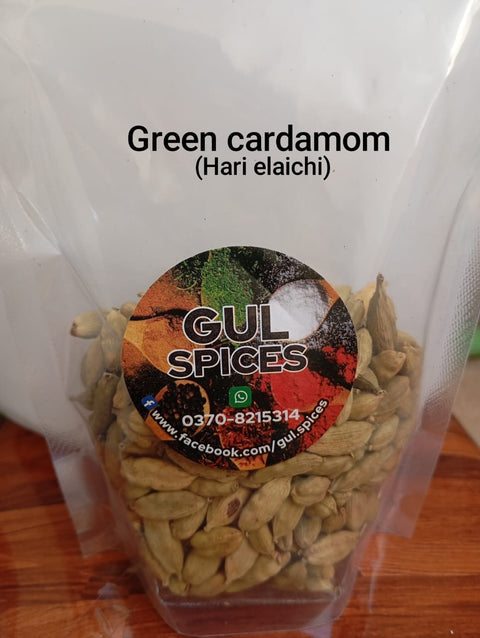 Green cardamom
(Hari elaichi)
GUL
SPICES
0370-8215314
www.facebook.com/gul.spices